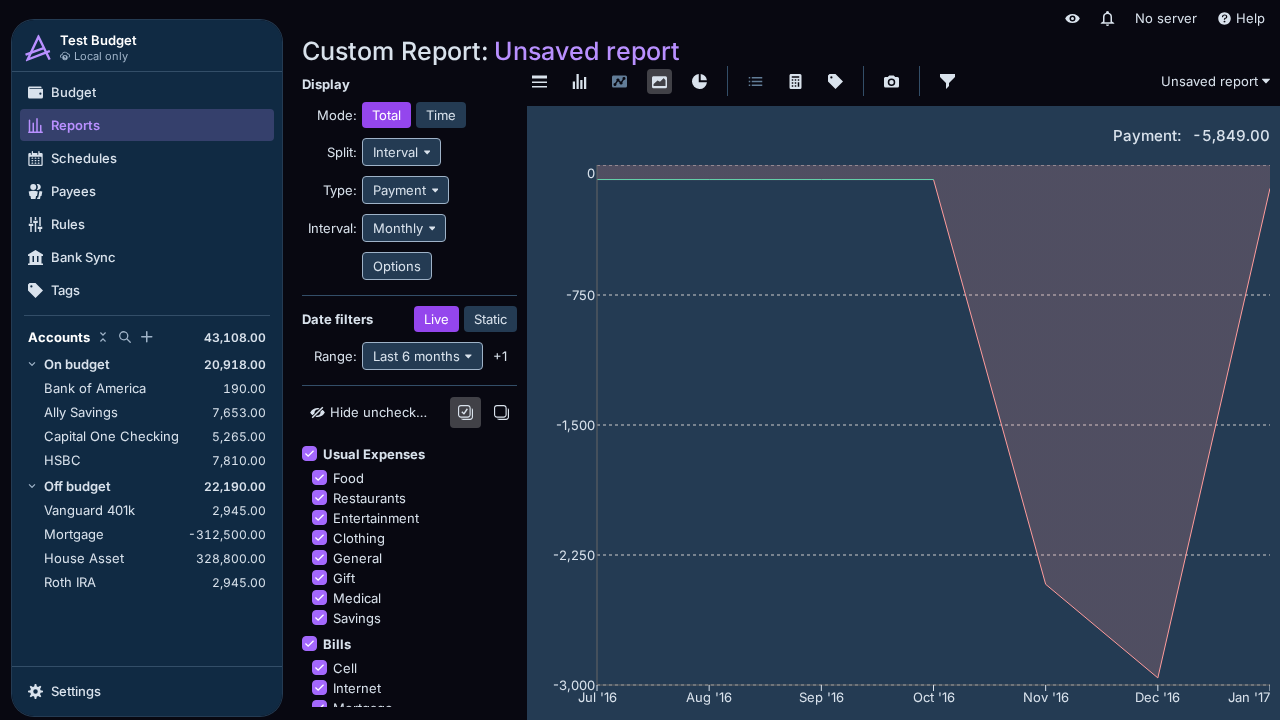 No server
Help
Test Budget
Local only
Budget
Reports
Schedules
Payees
Rules
Bank Sync
Tags
Accounts 43,108.00
On budget 20,918.00
Bank of America 190.00
Ally Savings 7,653.00
Capital One Checking 5,265.00
HSBC 7,810.00
Off budget 22,190.00
Vanguard 401k 2,945.00
Mortgage -312,500.00
House Asset 328,800.00
Roth IRA 2,945.00
Settings
Custom Report: Unsaved report
Display
Mode: Total Time
Split: Interval
Type: Payment
Interval: Monthly
Options
Date filters Live Static
Range: Last 6 months +1
Hide uncheck...
Usual Expenses
Food
Restaurants
Entertainment
Clothing
General
Gift
Medical
Savings
Bills
Cell
Internet
Mortgage
Unsaved report
Payment: -5,849.00
0
-750
-1,500
-2,250
-3,000
Jul '16 Aug '16 Sep '16 Oct '16 Nov '16 Dec '16 Jan '17